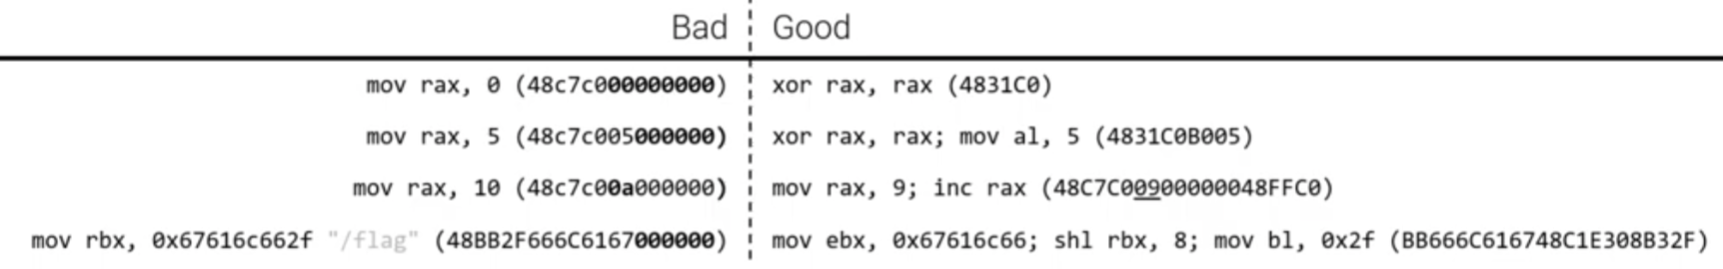 Bad Good
mov rax, 0 (48c7c000000000) xor rax, rax (4831C0)
mov rax, 5 (48c7c005000000) xor rax, rax; mov al, 5 (4831C0B005)
mov rax, 10 (48c7c00a000000) mov rax, 9; inc rax (48C7C00900000048FFC0)
mov rbx, 0x67616c662f "/flag" (48BB2F666C6167000000) mov ebx, 0x67616c66; shl rbx, 8; mov bl, 0x2f (BB666C616748C1E308B32F)